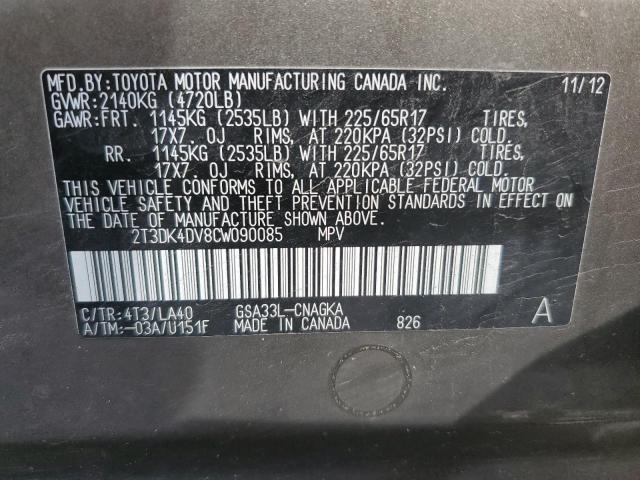 MFD.BY:TOYOTA MOTOR MANUFACTURING CANADA INC. 11/12
GVWR:2140KG (4720LB)
GAWR:FRT. 1145KG (2535LB) WITH 225/65R17 TIRES,
17X7.0J RIMS, AT 220KPA (32PSI) COLD.
RR. 1145KG (2535LB) WITH 225/65R17 TIRES,
17X7.0J RIMS, AT 220KPA (32PSI) COLD.
THIS VEHICLE CONFORMS TO ALL APPLICABLE FEDERAL MOTOR
VEHICLE SAFETY AND THEFT PREVENTION STANDARDS IN EFFECT ON
THE DATE OF MANUFACTURE SHOWN ABOVE.
2T3DK4DV8CW090085 MPV
C/TR:4T3/LA40 GSA33L-CNAGKA
A/TM:-03A/U151F MADE IN CANADA 826 A